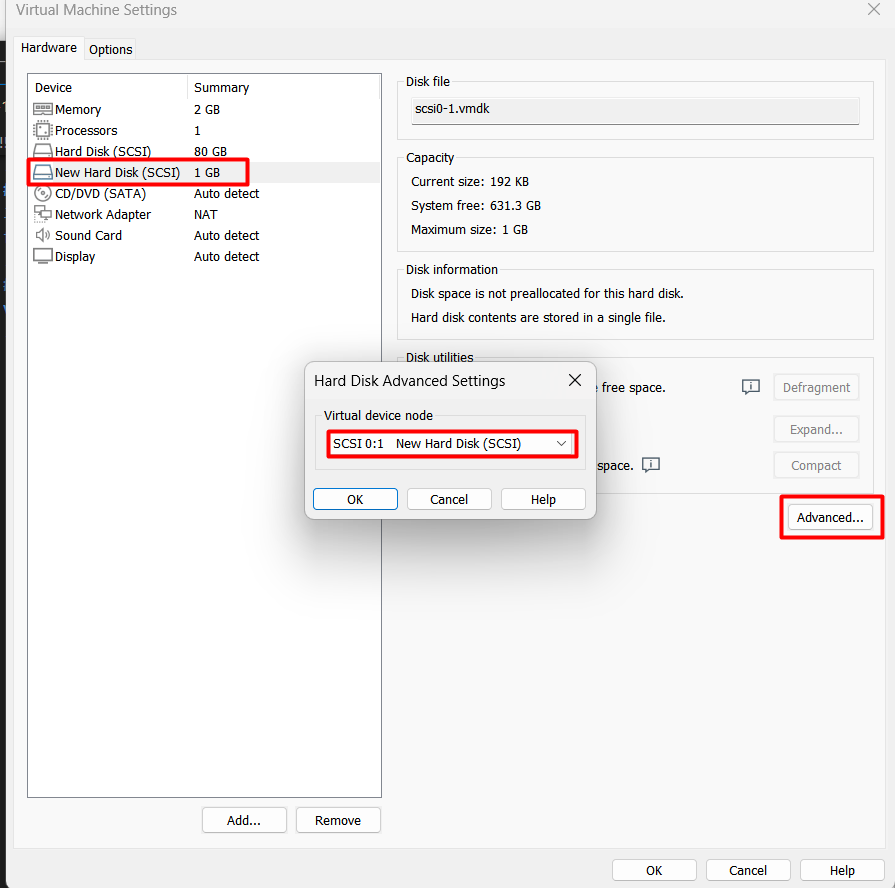 Virtual Machine Settings
Hardware Options
Device Summary
Memory 2 GB
Processors 1
Hard Disk (SCSI) 80 GB
New Hard Disk (SCSI) 1 GB
CD/DVD (SATA) Auto detect
Network Adapter NAT
Sound Card Auto detect
Display Auto detect
Add... Remove
Disk file
scsi0-1.vmdk
Capacity
Current size: 192 KB
System free: 631.3 GB
Maximum size: 1 GB
Disk information
Disk space is not preallocated for this hard disk.
Hard disk contents are stored in a single file.
Disk utilities
free space. Defragment
Expand...
space. Compact
Advanced...
Hard Disk Advanced Settings
Virtual device node
SCSI 0:1 New Hard Disk (SCSI)
OK Cancel Help
OK Cancel Help